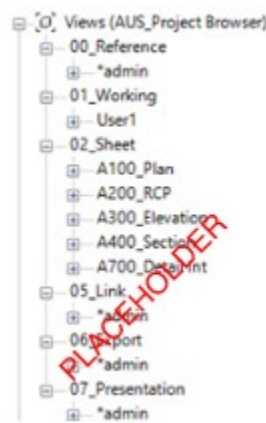 Views (AUS_Project Browser)
00_Reference
*admin
01_Working
User1
02_Sheet
A100_Plan
A200_RCP
A300_Elevation
A400_Section
A700_Detail Int
05_Link
*admin
06_Export
*admin
07_Presentation
*admin
PLACEHOLDER